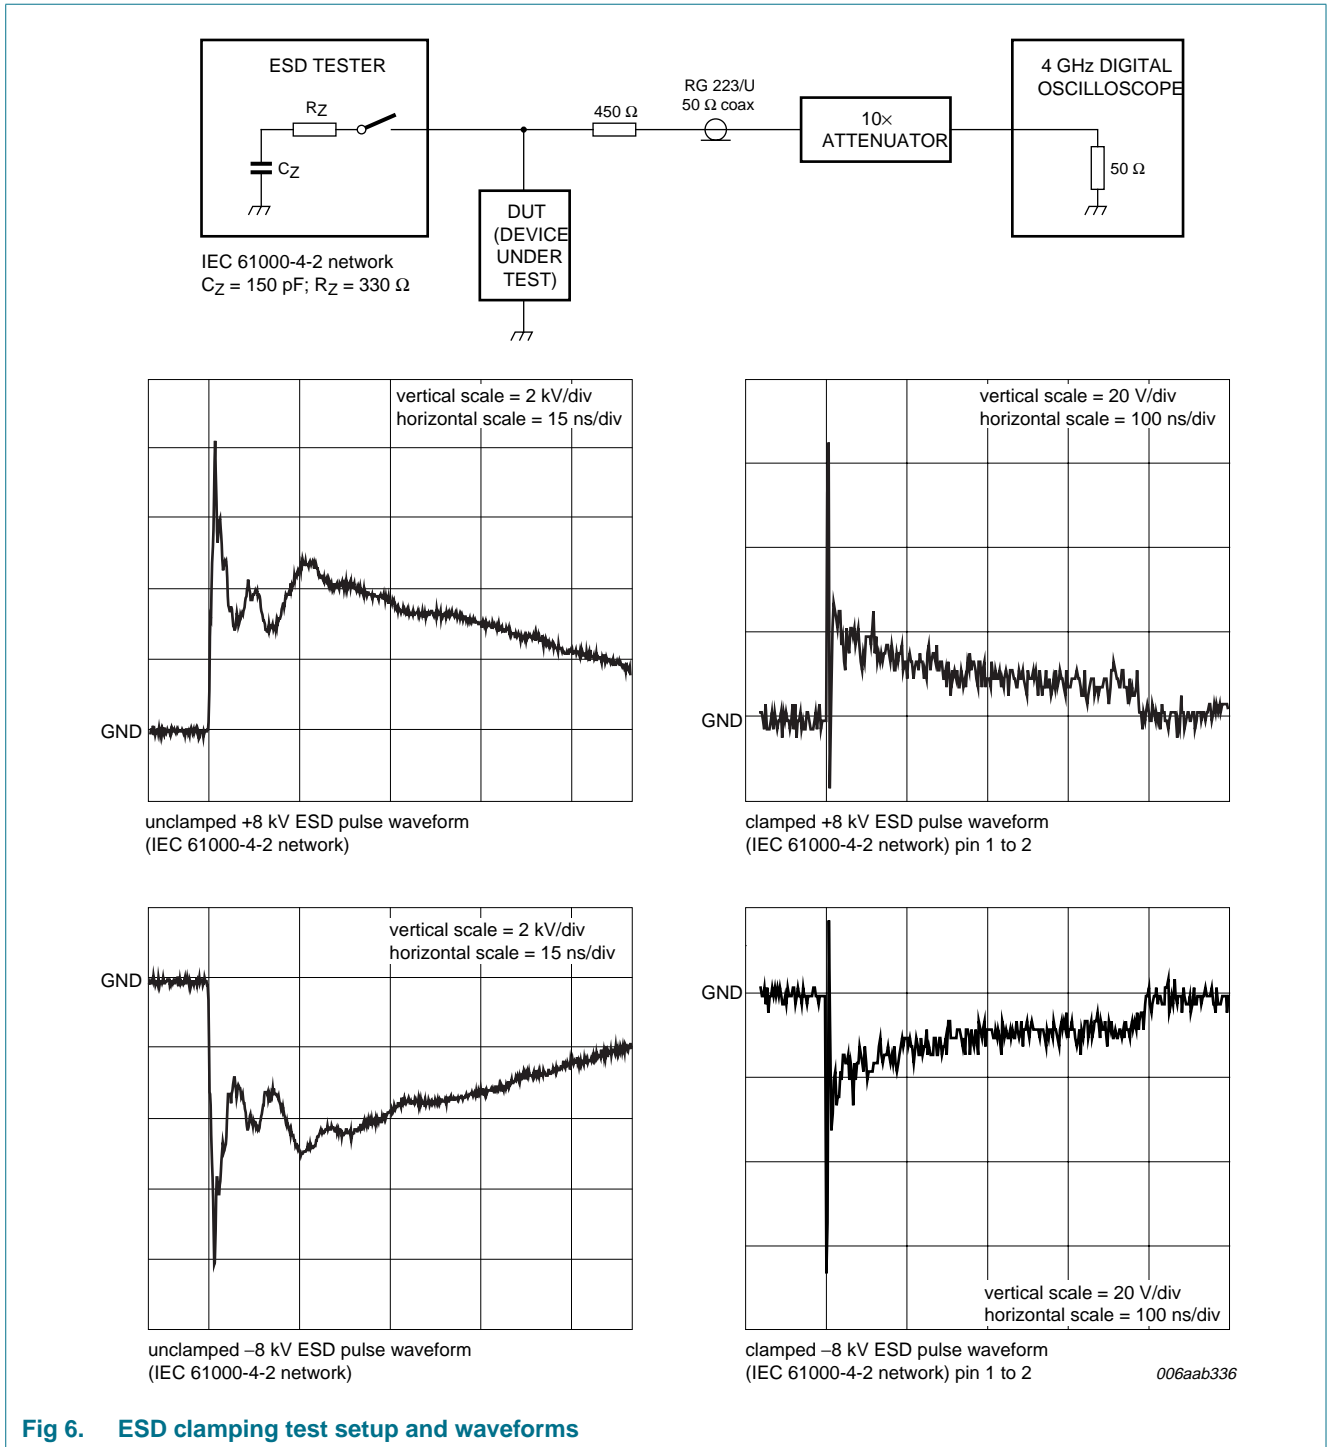 ESD TESTER
RZ
CZ
IEC 61000-4-2 network
CZ = 150 pF; RZ = 330 Ω
450 Ω
RG 223/U
50 Ω coax
10×
ATTENUATOR
4 GHz DIGITAL
OSCILLOSCOPE
50 Ω
DUT
(DEVICE
UNDER
TEST)
vertical scale = 2 kV/div
horizontal scale = 15 ns/div
GND
unclamped +8 kV ESD pulse waveform
(IEC 61000-4-2 network)
vertical scale = 20 V/div
horizontal scale = 100 ns/div
GND
clamped +8 kV ESD pulse waveform
(IEC 61000-4-2 network) pin 1 to 2
vertical scale = 2 kV/div
horizontal scale = 15 ns/div
GND
unclamped −8 kV ESD pulse waveform
(IEC 61000-4-2 network)
GND
vertical scale = 20 V/div
horizontal scale = 100 ns/div
clamped −8 kV ESD pulse waveform
(IEC 61000-4-2 network) pin 1 to 2
006aab336
Fig 6. ESD clamping test setup and waveforms